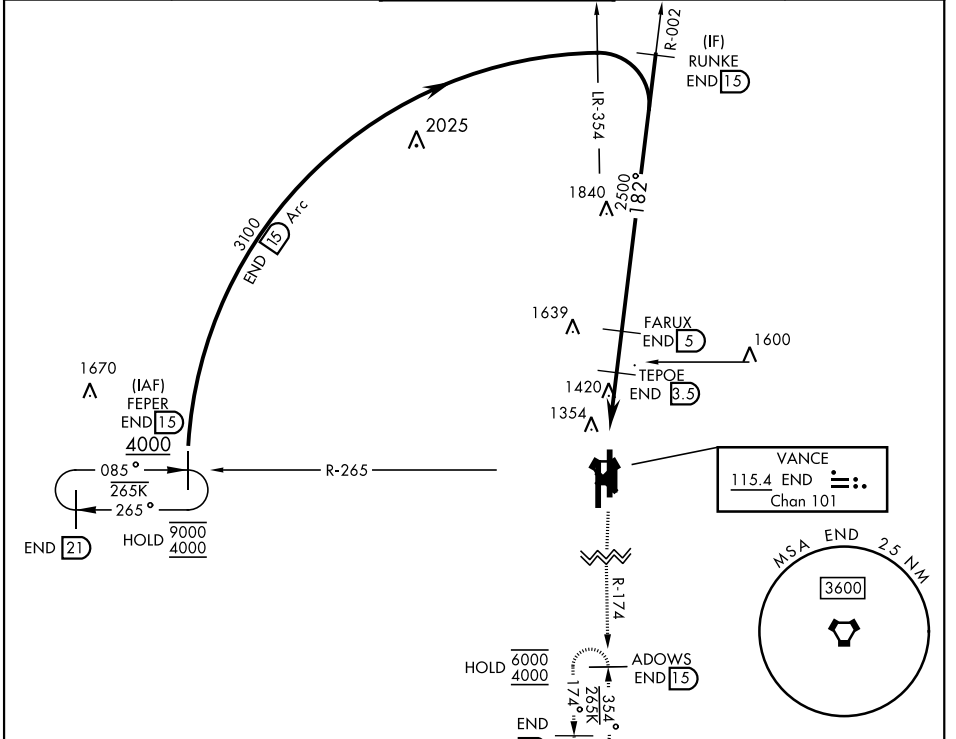 R-002
(IF)
RUNKE
END 15
LR-354
2025
3100
END 15 Arc
1840
2500
182°
1639
FARUX
END 5
1600
TEPOE
END 3.5
1420
1354
1670
(IAF)
FEPER
END 15
4000
085°
265K
265°
R-265
END 21
HOLD 9000
4000
VANCE
115.4 END
Chan 101
MSA END 25 NM
3600
R-174
HOLD 6000
4000
ADOWS
END 15
174°
265K
354°
END